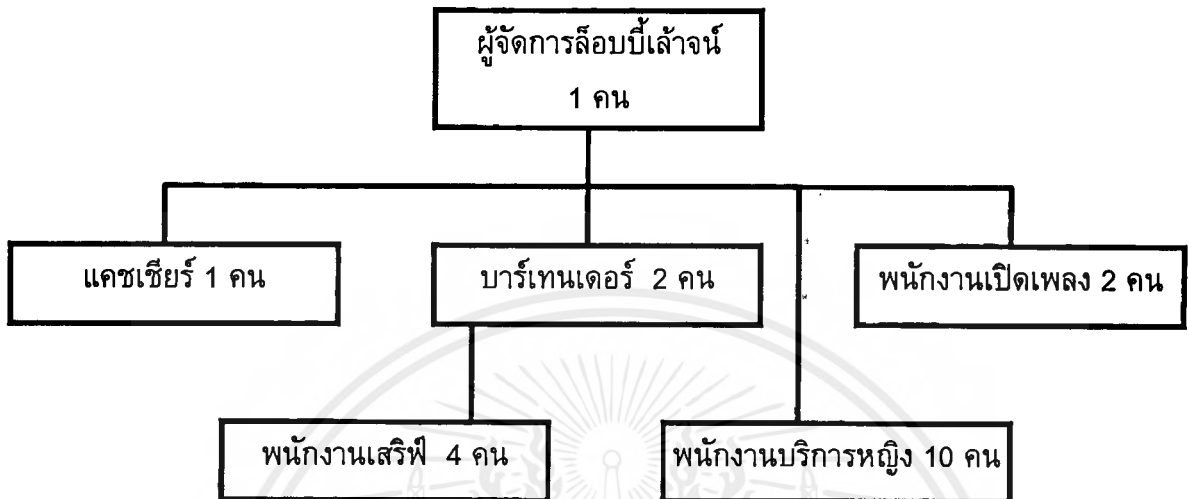 ผู้จัดการล็อบบี้เล้าจน์
1 คน
แคชเชียร์ 1 คน
บาร์เทนเดอร์ 2 คน
พนักงานเปิดเพลง 2 คน
พนักงานเสริฟ 4 คน
พนักงานบริการหญิง 10 คน